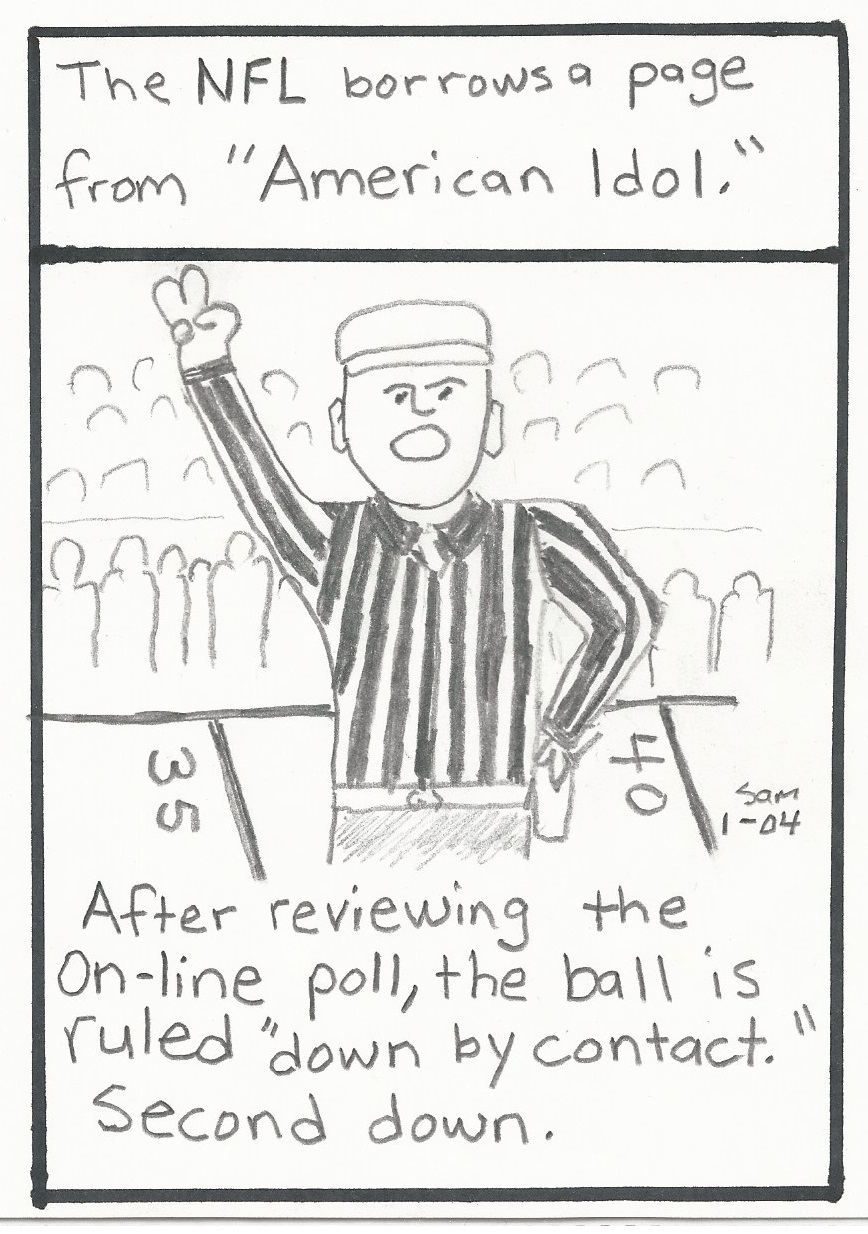 The NFL borrows a page
from "American Idol."
35
40
Sam
1-04
After reviewing the
On-line poll, the ball is
ruled "down by contact."
Second down.